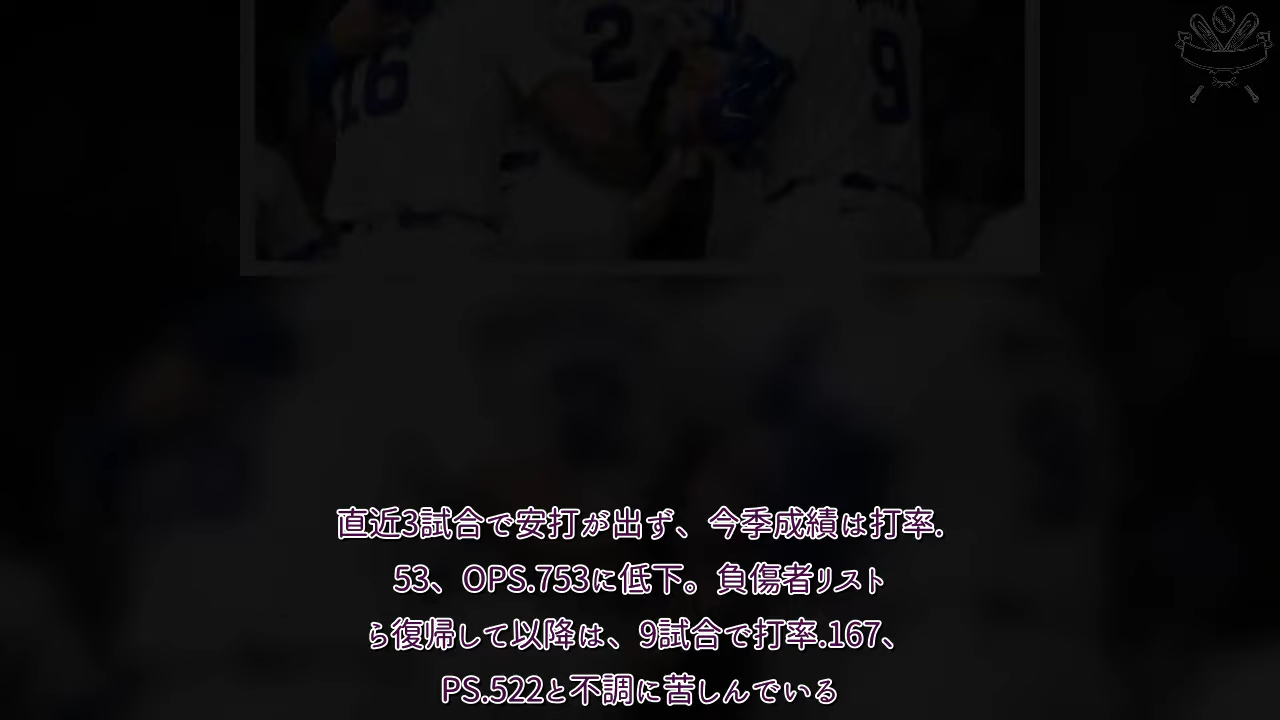 16
2
9
直近3試合で安打が出ず、今季成績は打率.
53、OPS.753に低下。負傷者リスト
ら復帰して以降は、9試合で打率.167、
PS.522と不調に苦しんでいる